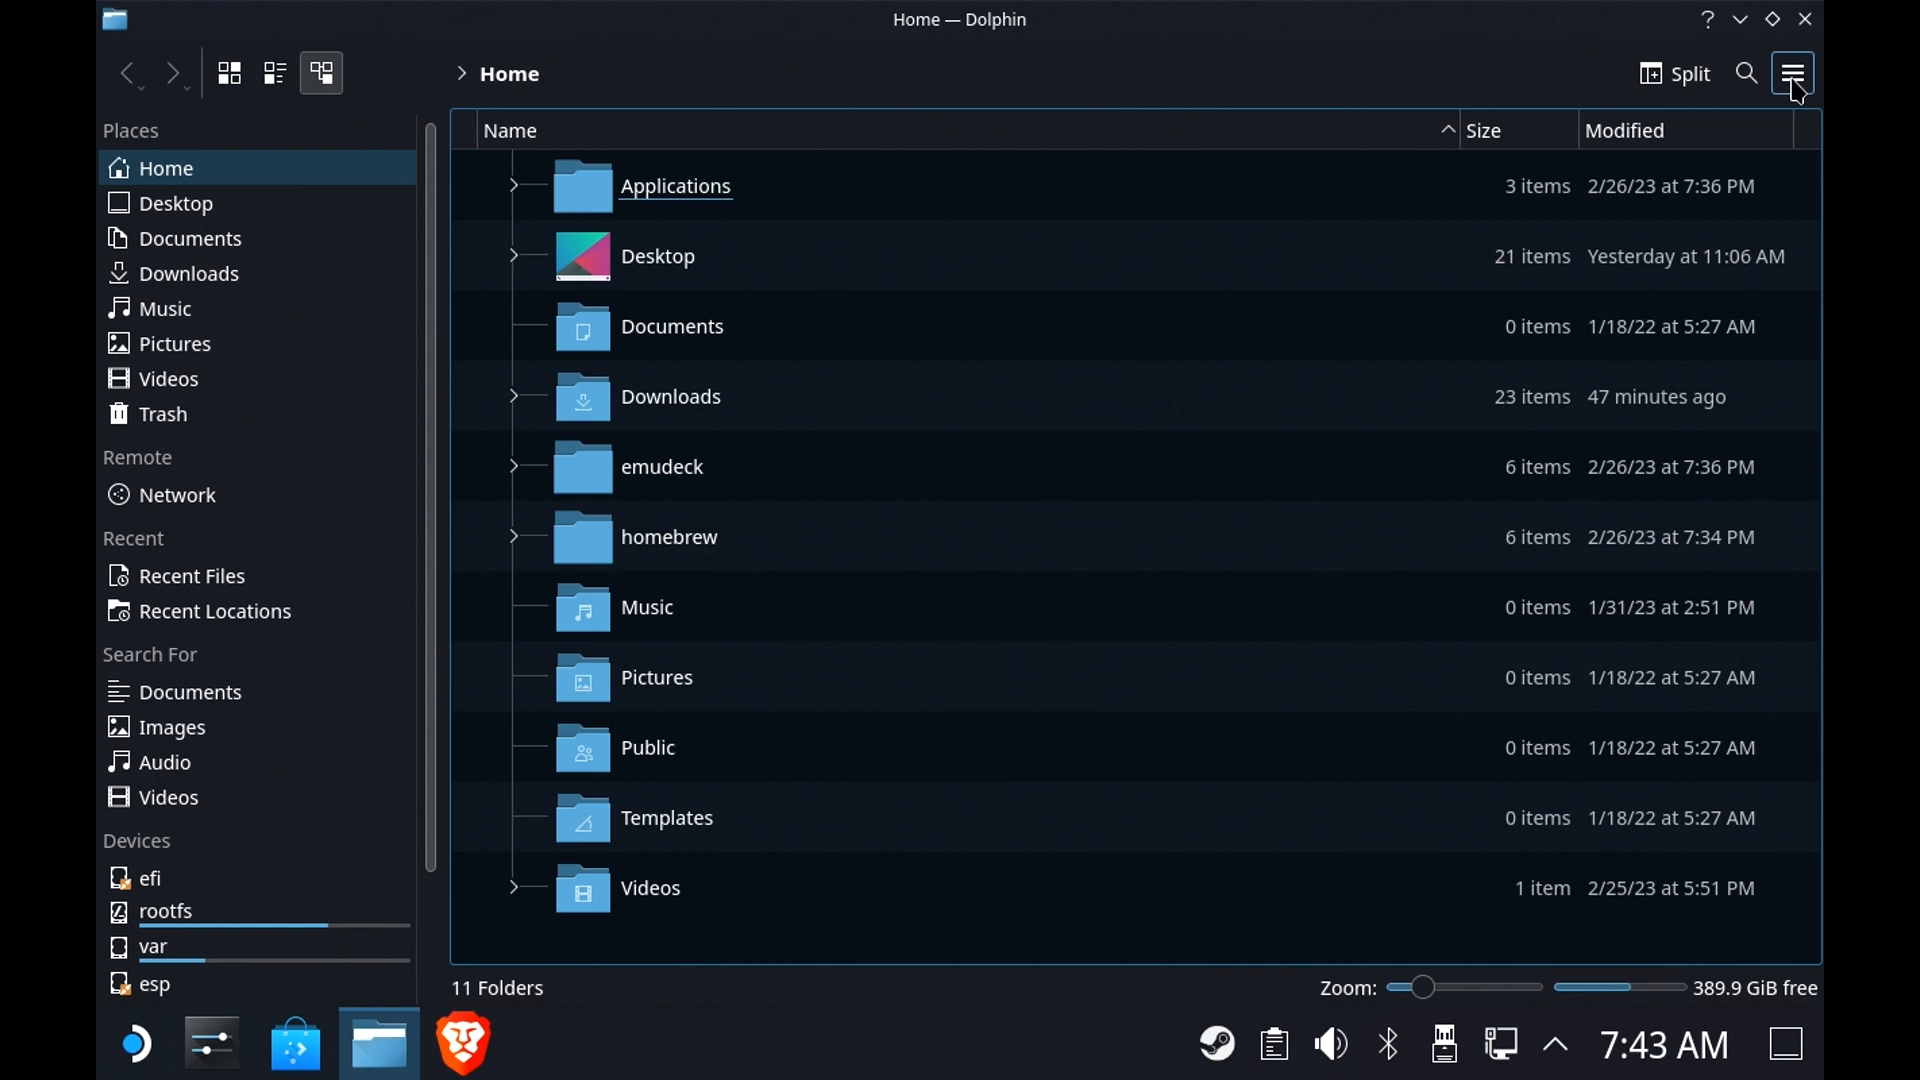 Home — Dolphin
Home
Split
Places
Home
Desktop
Documents
Downloads
Music
Pictures
Videos
Trash
Remote
Network
Recent
Recent Files
Recent Locations
Search For
Documents
Images
Audio
Videos
Devices
efi
rootfs
var
esp
Name Size Modified
Applications 3 items 2/26/23 at 7:36 PM
Desktop 21 items Yesterday at 11:06 AM
Documents 0 items 1/18/22 at 5:27 AM
Downloads 23 items 47 minutes ago
emudeck 6 items 2/26/23 at 7:36 PM
homebrew 6 items 2/26/23 at 7:34 PM
Music 0 items 1/31/23 at 2:51 PM
Pictures 0 items 1/18/22 at 5:27 AM
Public 0 items 1/18/22 at 5:27 AM
Templates 0 items 1/18/22 at 5:27 AM
Videos 1 item 2/25/23 at 5:51 PM
11 Folders Zoom: 389.9 GiB free
7:43 AM